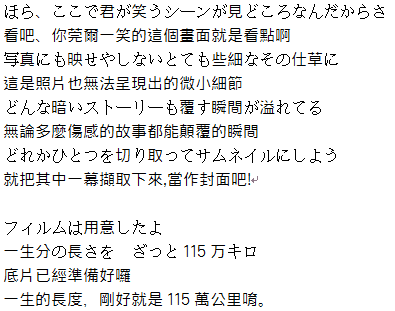 ほら、ここで君が笑うシーンが見どころなんだからさ
看吧、你莞爾一笑的這個畫面就是看點啊
写真にも映せやしないとても些細なその仕草に
這是照片也無法呈現出的微小細節
どんな暗いストーリーも覆す瞬間が溢れてる
無論多麼傷感的故事都能顛覆的瞬間
どれかひとつを切り取ってサムネイルにしよう
就把其中一幕擷取下來,當作封面吧!↵
フィルムは用意したよ
一生分の長さを　ざっと 115 万キロ
底片已經準備好囉
一生的長度，剛好就是 115 萬公里唷。